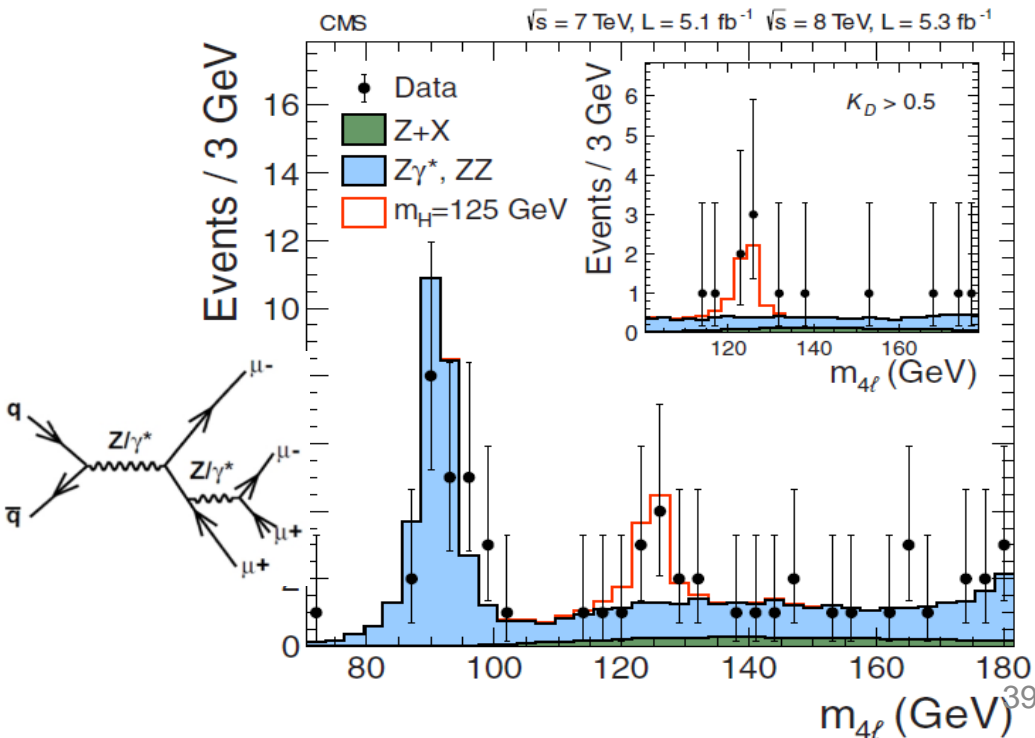 CMS
√s = 7 TeV, L = 5.1 fb⁻¹ √s = 8 TeV, L = 5.3 fb⁻¹
Events / 3 GeV
16
14
12
10
0
Data
Z+X
Zγ*, ZZ
m_H=125 GeV
Events / 3 GeV
6
5
4
3
2
1
0
K_D > 0.5
120 140 160
m_4ℓ (GeV)
q
q̅
Z/γ*
μ-
Z/γ*
μ-
μ+
μ+
80 100 120 140 160 180
m_4ℓ (GeV)
39